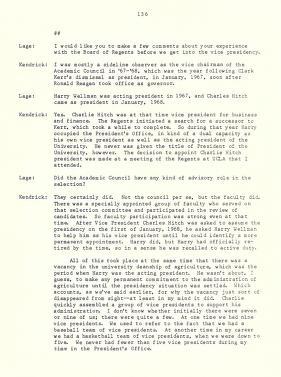 136
##
Lage: I would like you to make a few comments about your experience
with the Board of Regents before we get into the vice presidency.
Kendrick: I was mostly a sideline observer as the vice chairman of the
Academic Council in '67-'68, which was the year following Clark
Kerr's dismissal as president, in January, 1967, soon after
Ronald Reagan took office as governor.
Lage: Harry Wellman was acting president in 1967, and Charles Hitch
came as president in January, 1968.
Kendrick: Yes. Charlie Hitch was at that time vice president for business
and finance. The Regents initiated a search for a successor to
Kerr, which took a while to complete. So during that year Harry
occupied the President's Office, in kind of a dual capacity as
his own vice president as well as the acting president of the
University. He never was given the title of President of the
University, however. The decision to appoint Charlie Hitch
president was made at a meeting of the Regents at UCLA that I
attended.
Lage: Did the Academic Council have any kind of advisory role in the
selection?
Kendrick: They certainly did. Not the council per se, but the faculty did.
There was a specially appointed group of faculty who served on
that selection committee and participated in the review of
candidates. So faculty participation was strong even at that
time. After Vice President Charlie Hitch was asked to assume the
presidency on the first of January, 1968, he asked Harry Wellman
to help him as his vice president until he could identify a more
permanent appointment. Harry did, but Harry had officially re-
tired by the time, so in a sense he was recalled to active duty.
All of this took place at the same time that there was a
vacancy in the university deanship of agriculture, which was the
period when Harry was the acting president. He wasn't about, I
guess, to make any permanent commitment to the administration of
agriculture until the presidency situation was settled. Which
accounts, as we've said earlier, for why the vacancy just sort of
disappeared from sight--at least in my mind it did. Charlie
quickly assembled a group of vice presidents to support his
administration. I don't know whether initially there were seven
or nine of us; there were quite a few. At one time we had nine
vice presidents. We used to refer to the fact that we had a
baseball team of vice presidents. At another time in my career
we had a basketball team of vice presidents, when we were down to
five. We never had fewer than five vice presidents during my
time in the President's Office.